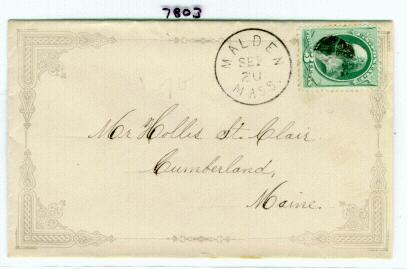 7803
MALDEN
SEP
20
MASS.
Mr Hollis St. Clair.
Cumberland,
Maine.